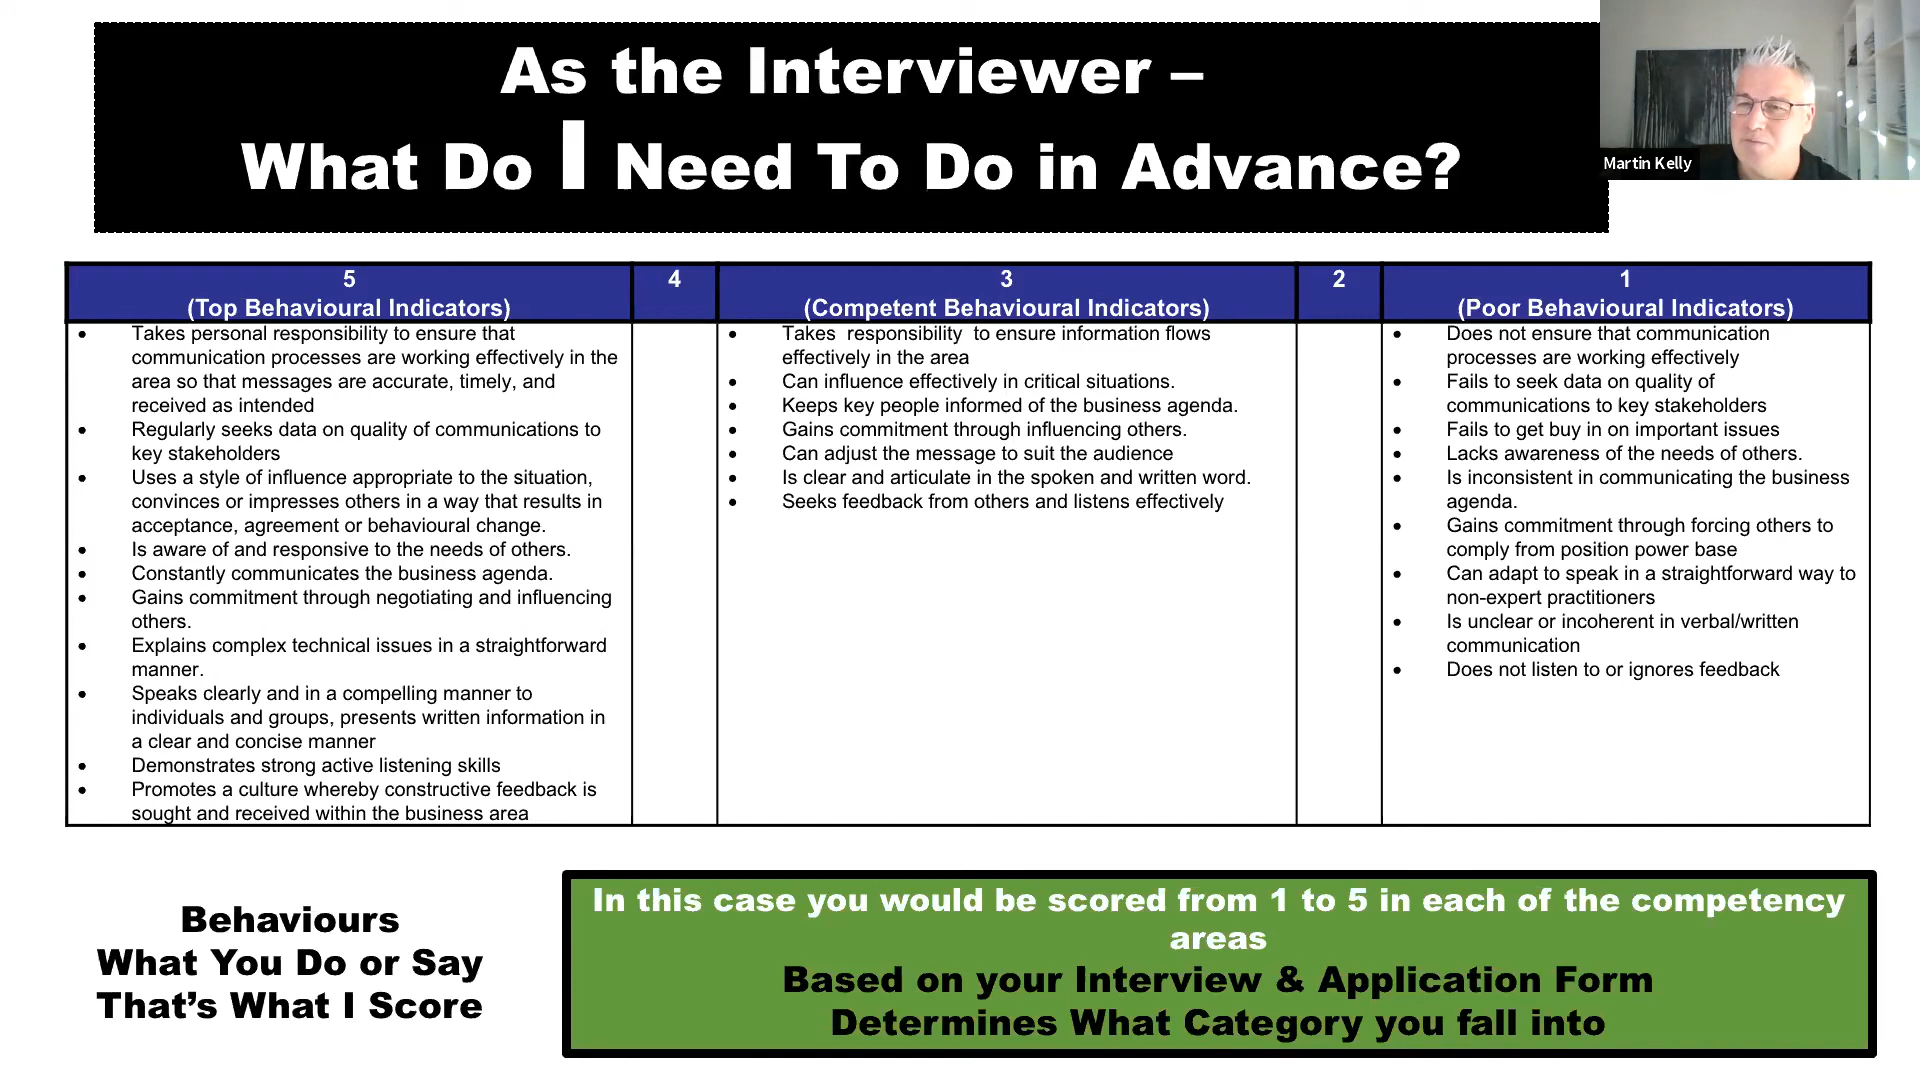 As the Interviewer –
What Do I Need To Do in Advance?
Martin Kelly
5
(Top Behavioural Indicators)
4
3
(Competent Behavioural Indicators)
2
1
(Poor Behavioural Indicators)
• Takes personal responsibility to ensure that
communication processes are working effectively in the
area so that messages are accurate, timely, and
received as intended
• Regularly seeks data on quality of communications to
key stakeholders
• Uses a style of influence appropriate to the situation,
convinces or impresses others in a way that results in
acceptance, agreement or behavioural change.
• Is aware of and responsive to the needs of others.
• Constantly communicates the business agenda.
• Gains commitment through negotiating and influencing
others.
• Explains complex technical issues in a straightforward
manner.
• Speaks clearly and in a compelling manner to
individuals and groups, presents written information in
a clear and concise manner
• Demonstrates strong active listening skills
• Promotes a culture whereby constructive feedback is
sought and received within the business area
• Takes responsibility to ensure information flows
effectively in the area
• Can influence effectively in critical situations.
• Keeps key people informed of the business agenda.
• Gains commitment through influencing others.
• Can adjust the message to suit the audience
• Is clear and articulate in the spoken and written word.
• Seeks feedback from others and listens effectively
• Does not ensure that communication
processes are working effectively
• Fails to seek data on quality of
communications to key stakeholders
• Fails to get buy in on important issues
• Lacks awareness of the needs of others.
• Is inconsistent in communicating the business
agenda.
• Gains commitment through forcing others to
comply from position power base
• Can adapt to speak in a straightforward way to
non-expert practitioners
• Is unclear or incoherent in verbal/written
communication
• Does not listen to or ignores feedback
Behaviours
What You Do or Say
That’s What I Score
In this case you would be scored from 1 to 5 in each of the competency
areas
Based on your Interview & Application Form
Determines What Category you fall into